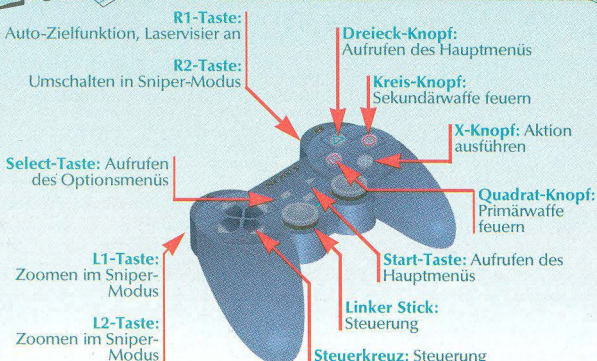 R1-Taste:
Auto-Zielfunktion, Laservisier an
R2-Taste:
Umschalten in Sniper-Modus
Select-Taste: Aufrufen
des Optionsmenüs
L1-Taste:
Zoomen im Sniper-
Modus
L2-Taste:
Zoomen im Sniper-
Modus
Dreieck-Knopf:
Aufrufen des Hauptmenüs
Kreis-Knopf:
Sekundärwaffe feuern
X-Knopf: Aktion
ausführen
Quadrat-Knopf:
Primärwaffe
feuern
Start-Taste: Aufrufen des
Hauptmenüs
Linker Stick:
Steuerung
Steuerkreuz: Steuerung